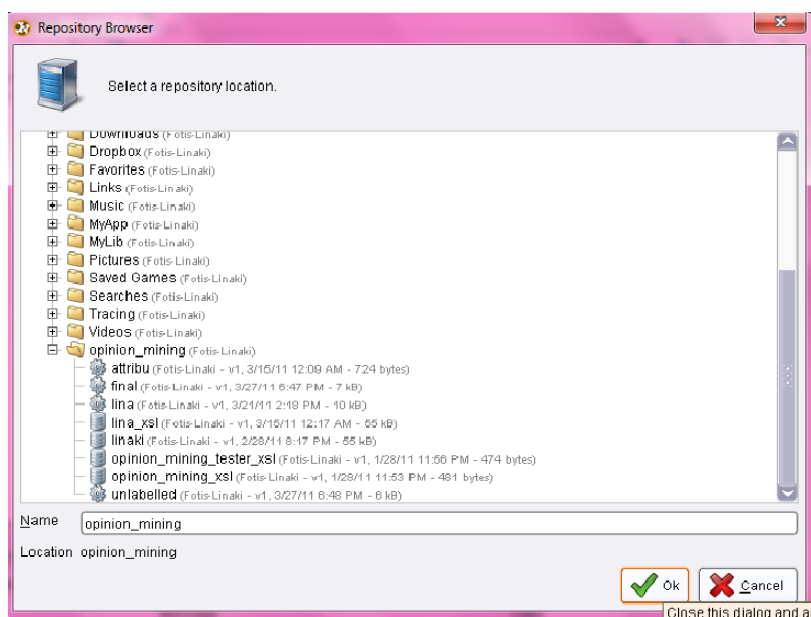 Repository Browser
Select a repository location.
Downloads (Fotis-Linaki)
Dropbox (Fotis-Linaki)
Favorites (Fotis-Linaki)
Links (Fotis-Linaki)
Music (Fotis-Linaki)
MyApp (Fotis-Linaki)
MyLib (Fotis-Linaki)
Pictures (Fotis-Linaki)
Saved Games (Fotis-Linaki)
Searches (Fotis-Linaki)
Tracing (Fotis-Linaki)
Videos (Fotis-Linaki)
opinion_mining (Fotis-Linaki)
attribu (Fotis-Linaki - v1, 3/15/11 12:09 AM - 724 bytes)
final (Fotis-Linaki - v1, 3/27/11 6:47 PM - 7 kB)
lina (Fotis-Linaki - v1, 3/21/11 2:18 PM - 10 kB)
lina_xsl (Fotis-Linaki - v1, 3/15/11 12:17 AM - 55 kB)
linaki (Fotis-Linaki - v1, 2/28/11 8:17 PM - 55 kB)
opinion_mining_tester_xsl (Fotis-Linaki - v1, 1/28/11 11:56 PM - 474 bytes)
opinion_mining_xsl (Fotis-Linaki - v1, 1/28/11 11:53 PM - 481 bytes)
unlabelled (Fotis-Linaki - v1, 3/27/11 6:48 PM - 6 kB)
Name opinion_mining
Location opinion_mining
Ok Cancel
Close this dialog and a